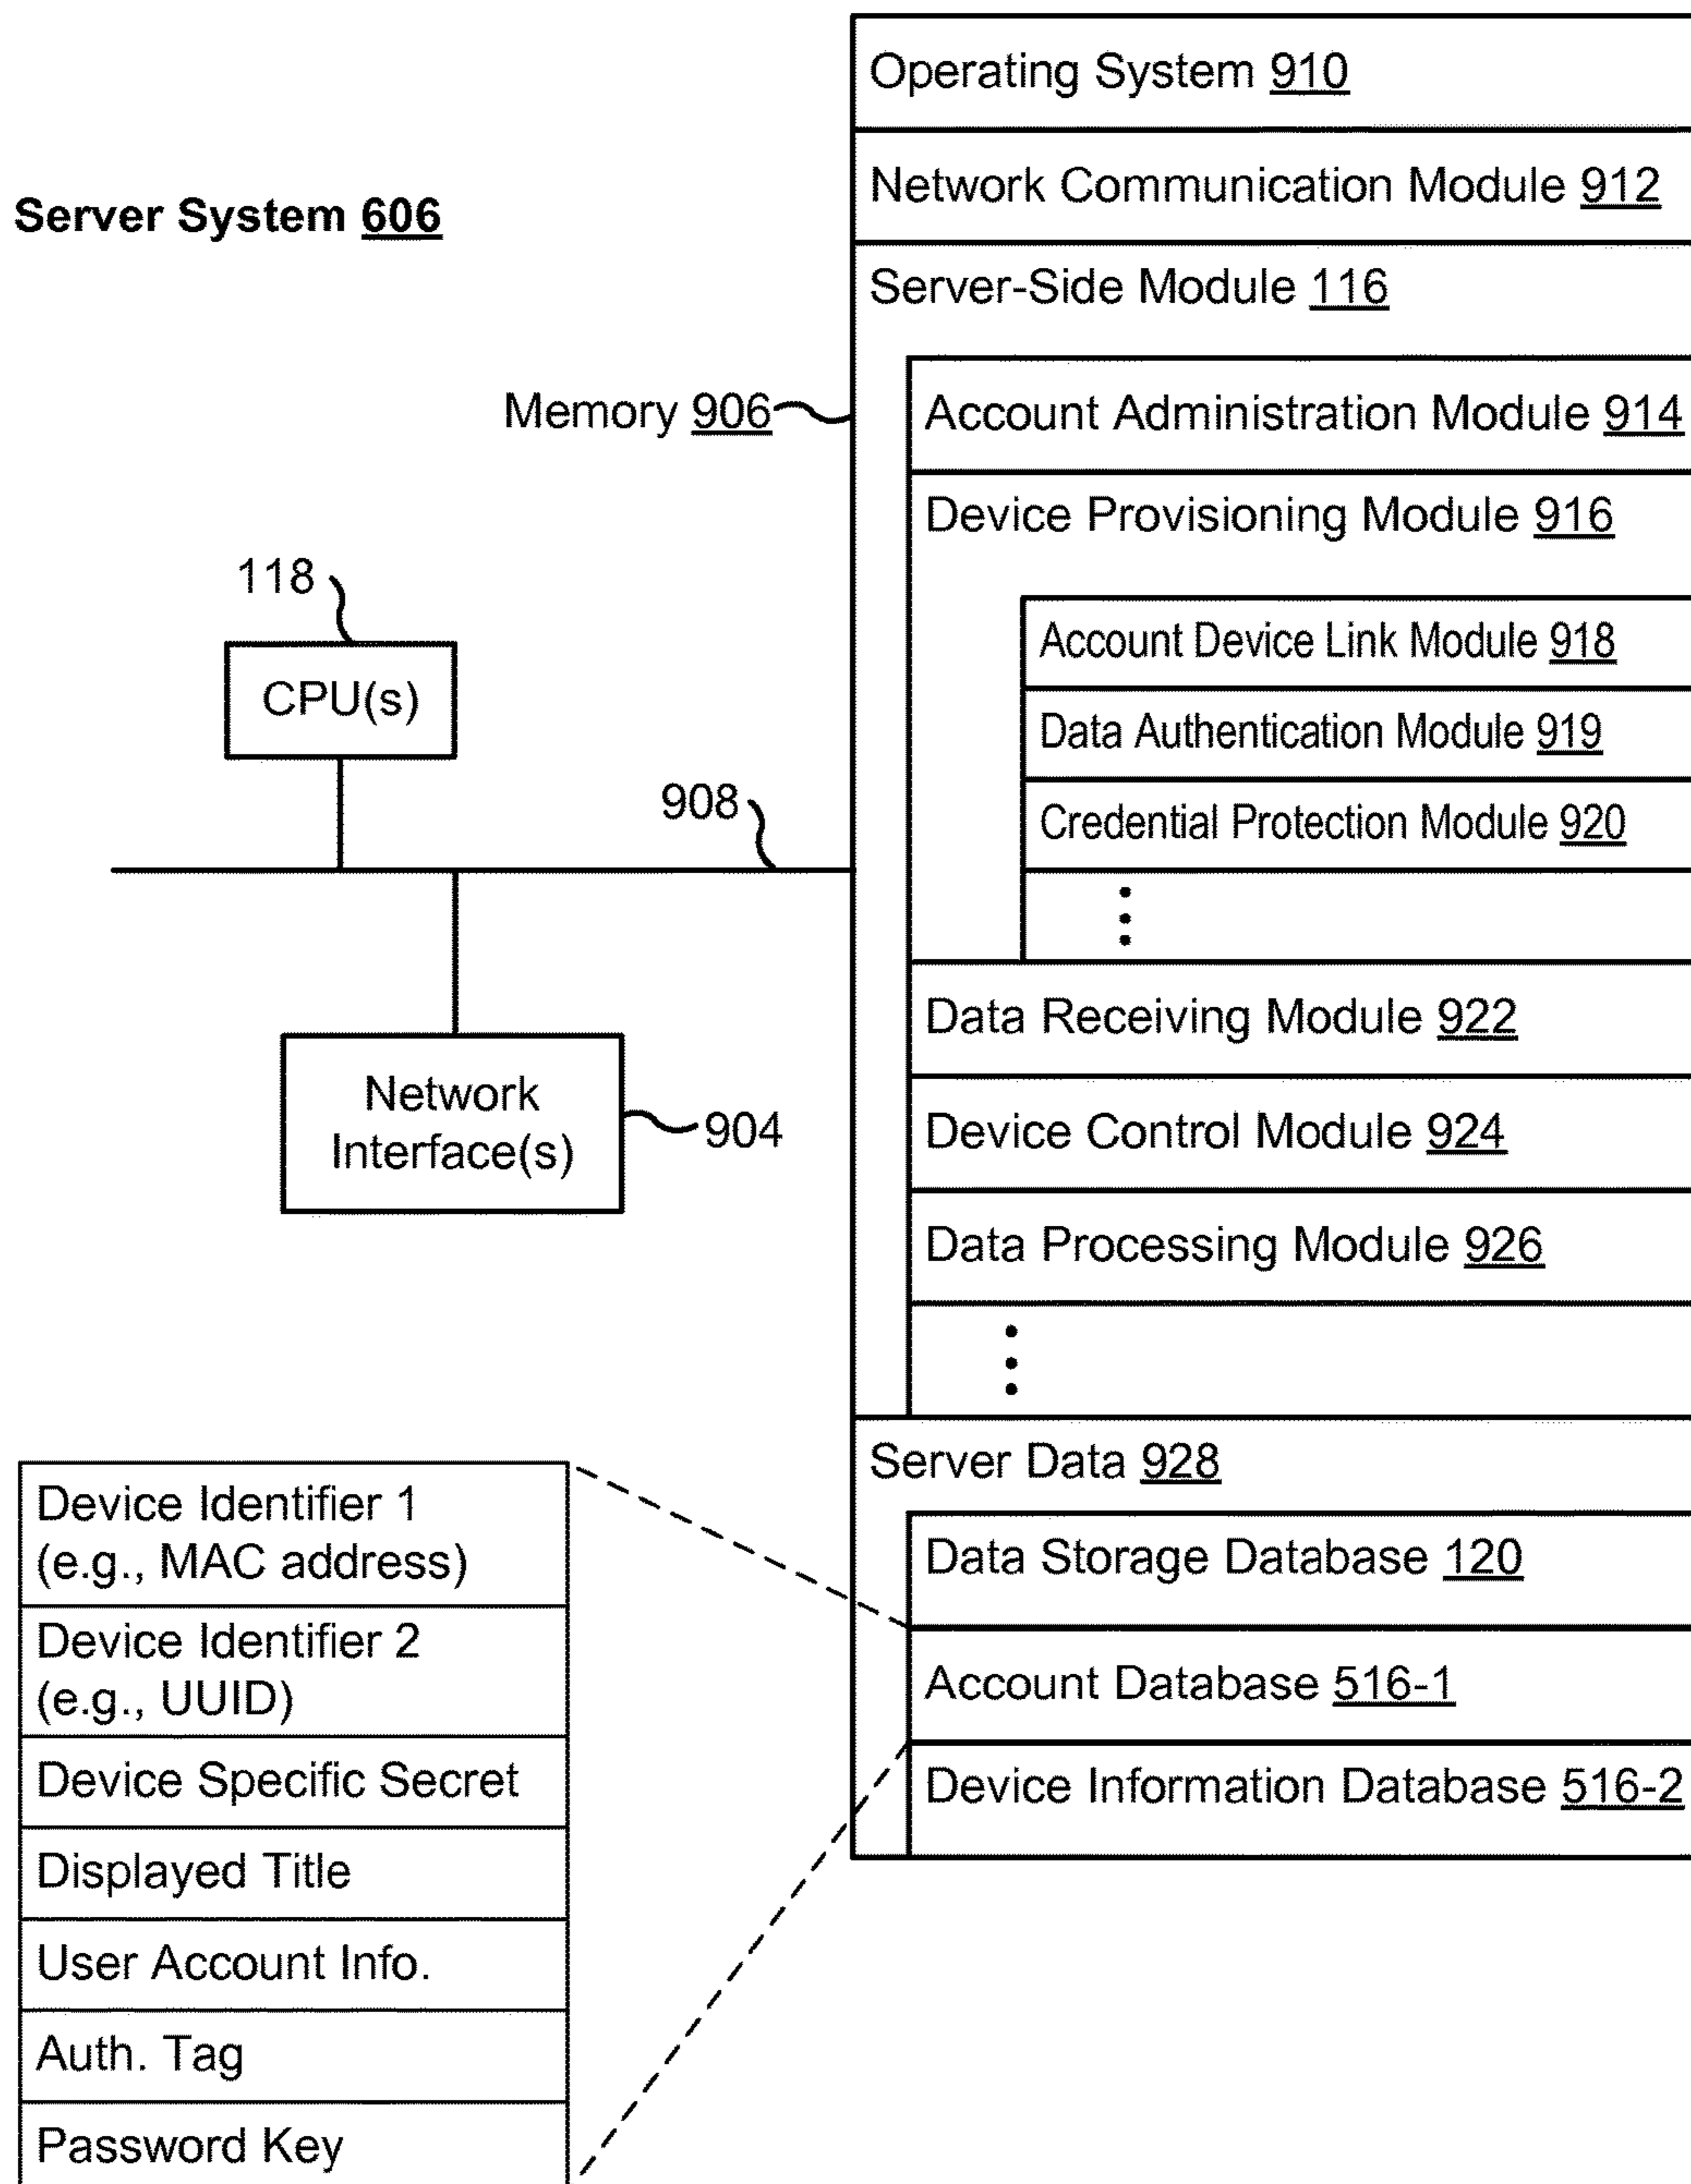 Server System 606
Operating System 910
Network Communication Module 912
Server-Side Module 116
Memory 906
Account Administration Module 914
Device Provisioning Module 916
Account Device Link Module 918
Data Authentication Module 919
Credential Protection Module 920
118
CPU(s)
908
Network
Interface(s)
904
Data Receiving Module 922
Device Control Module 924
Data Processing Module 926
Server Data 928
Data Storage Database 120
Account Database 516-1
Device Information Database 516-2
Device Identifier 1
(e.g., MAC address)
Device Identifier 2
(e.g., UUID)
Device Specific Secret
Displayed Title
User Account Info.
Auth. Tag
Password Key